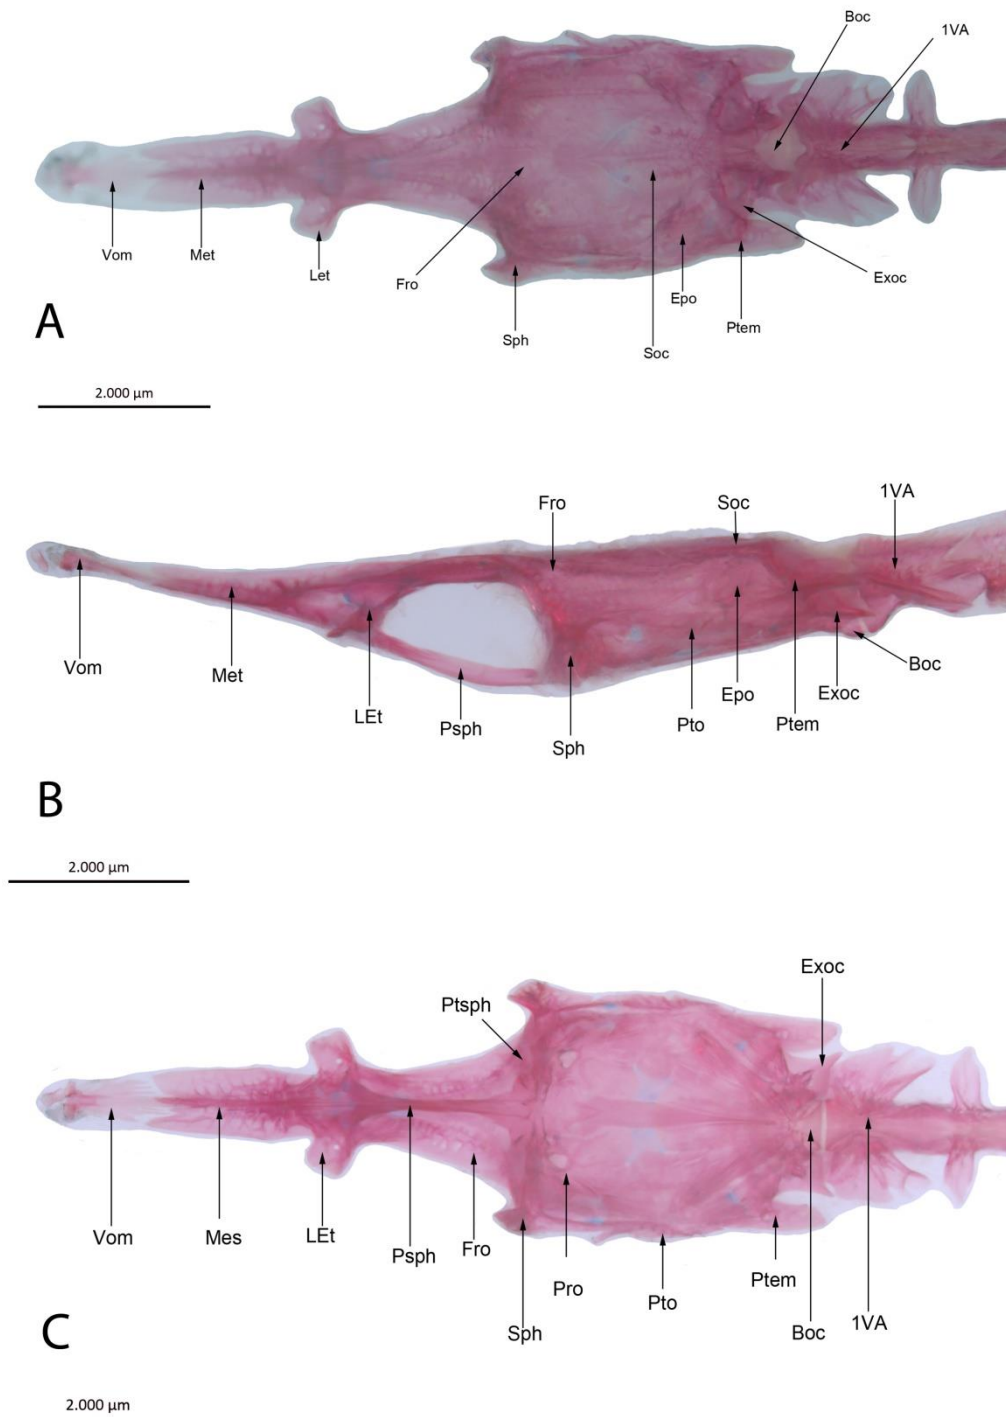 Boc
1VA
Vom
Met
Let
Fro
Sph
Soc
Epo
Ptem
Exoc
A
2.000 µm
Fro
Soc
1VA
Vom
Met
LEt
Psph
Sph
Pto
Epo
Ptem
Exoc
Boc
B
2.000 µm
Exoc
Ptsph
Vom
Mes
LEt
Psph
Fro
Sph
Pro
Pto
Ptem
Boc
1VA
C
2.000 µm